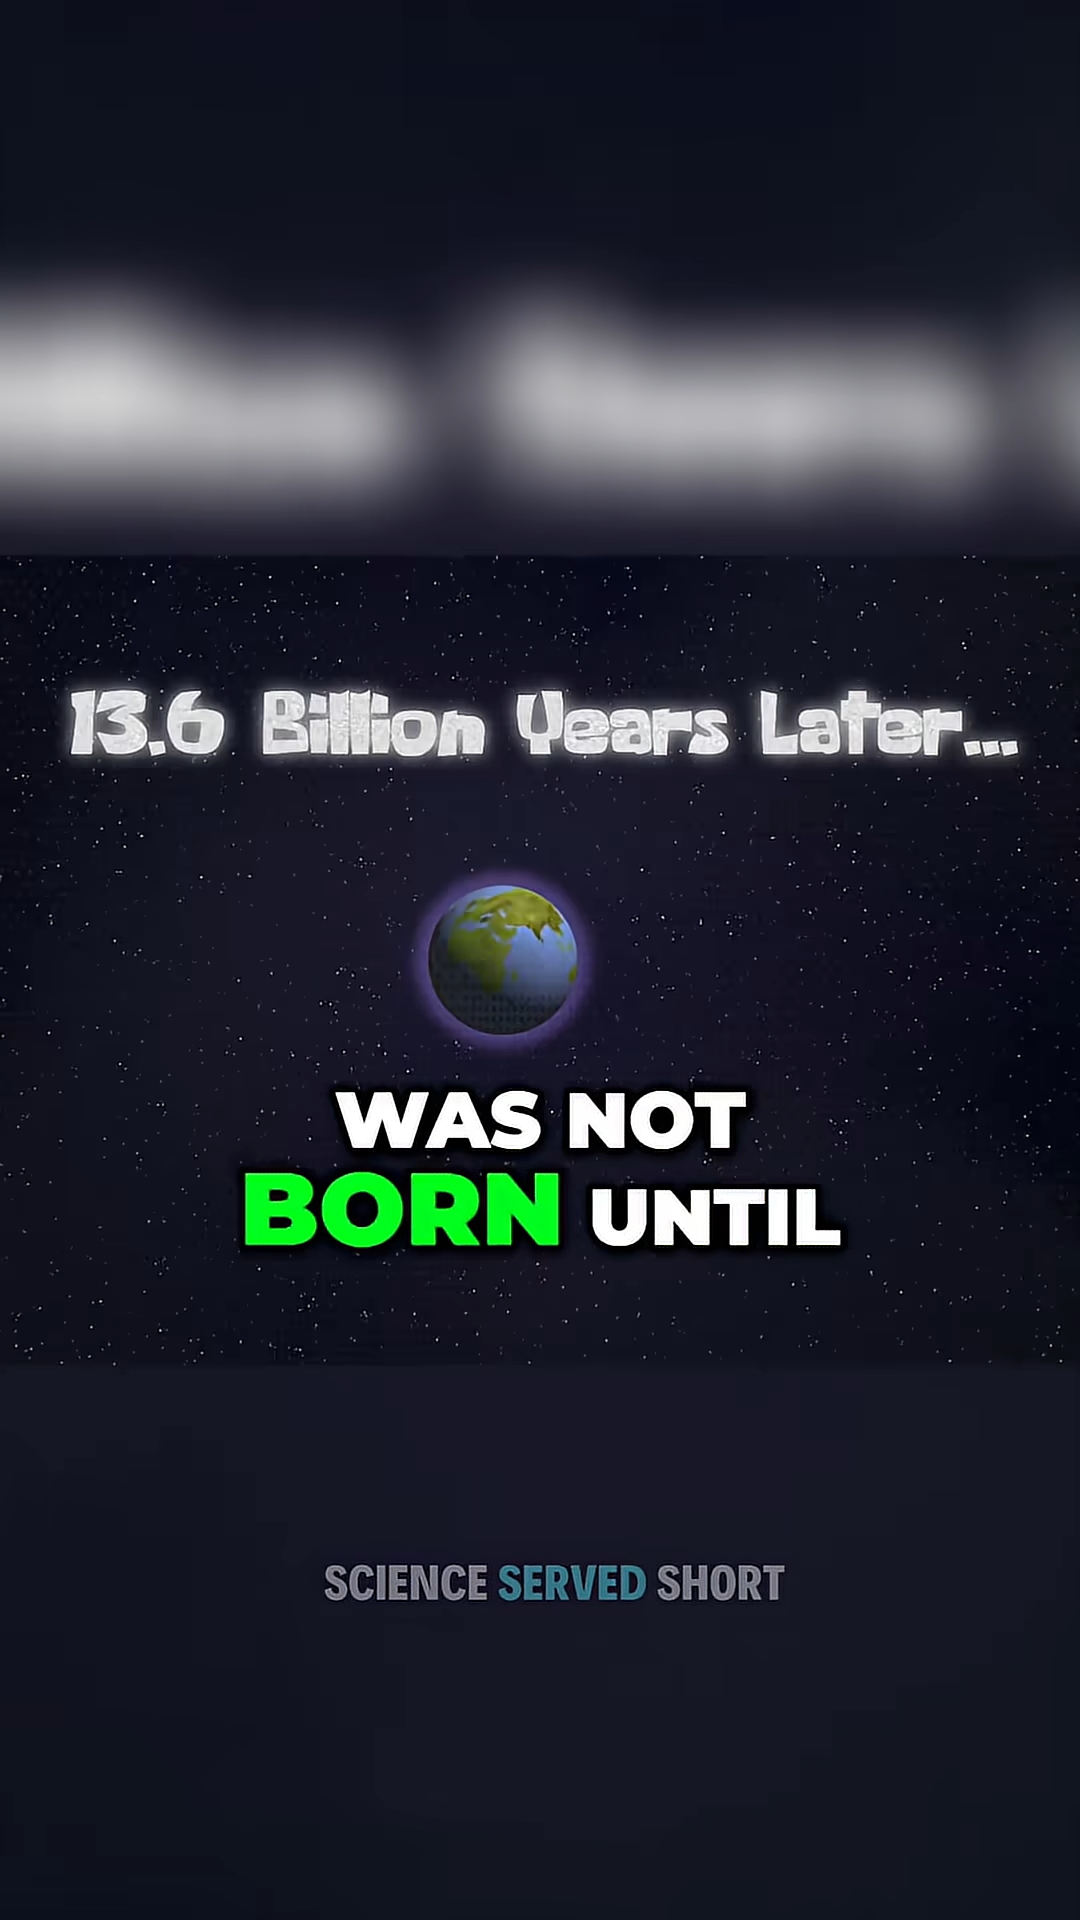 13.6 Billion Years Later...
WAS NOT
BORN UNTIL
SCIENCE SERVED SHORT